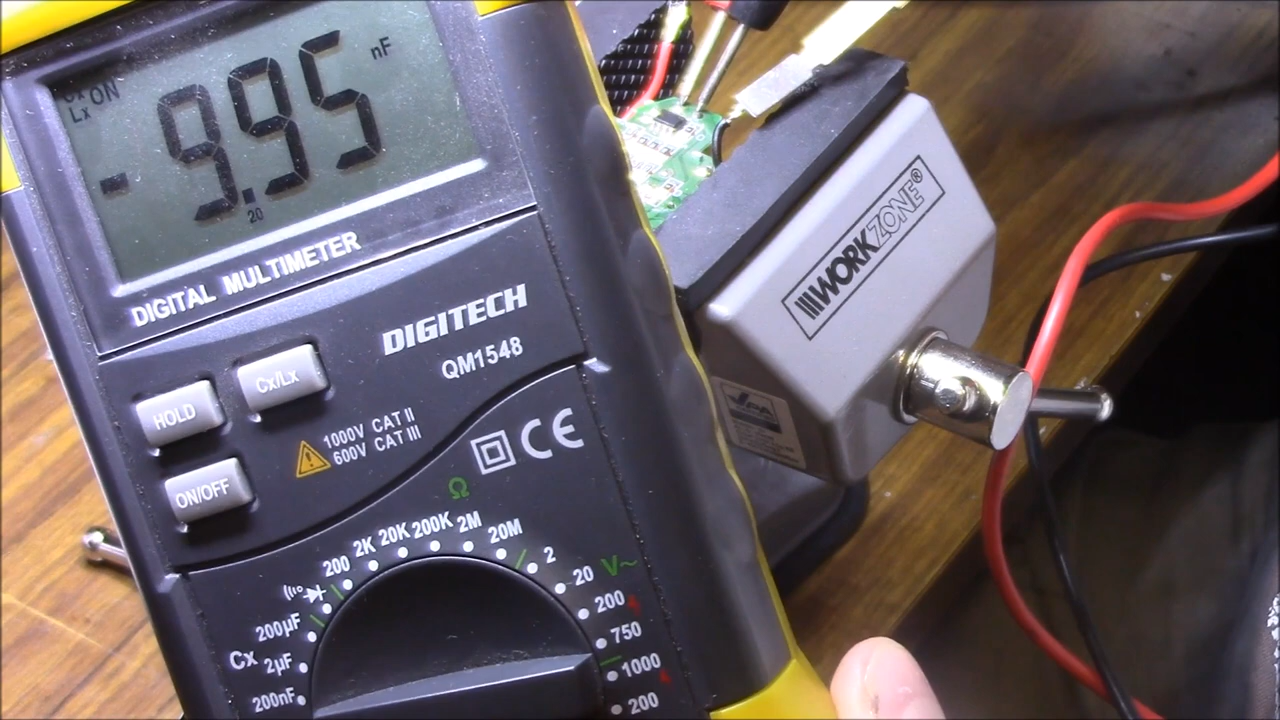 Cx ON
Lx
nF
-9.95
20
DIGITAL MULTIMETER
DIGITECH
QM1548
Cx/Lx
HOLD
ON/OFF
1000V CAT II
600V CAT III
CE
Ω
200
2K
20K
200K
2M
20M
2
20
V~
200
750
1000
200
200µF
Cx 2µF
200nF
WORKZONE®